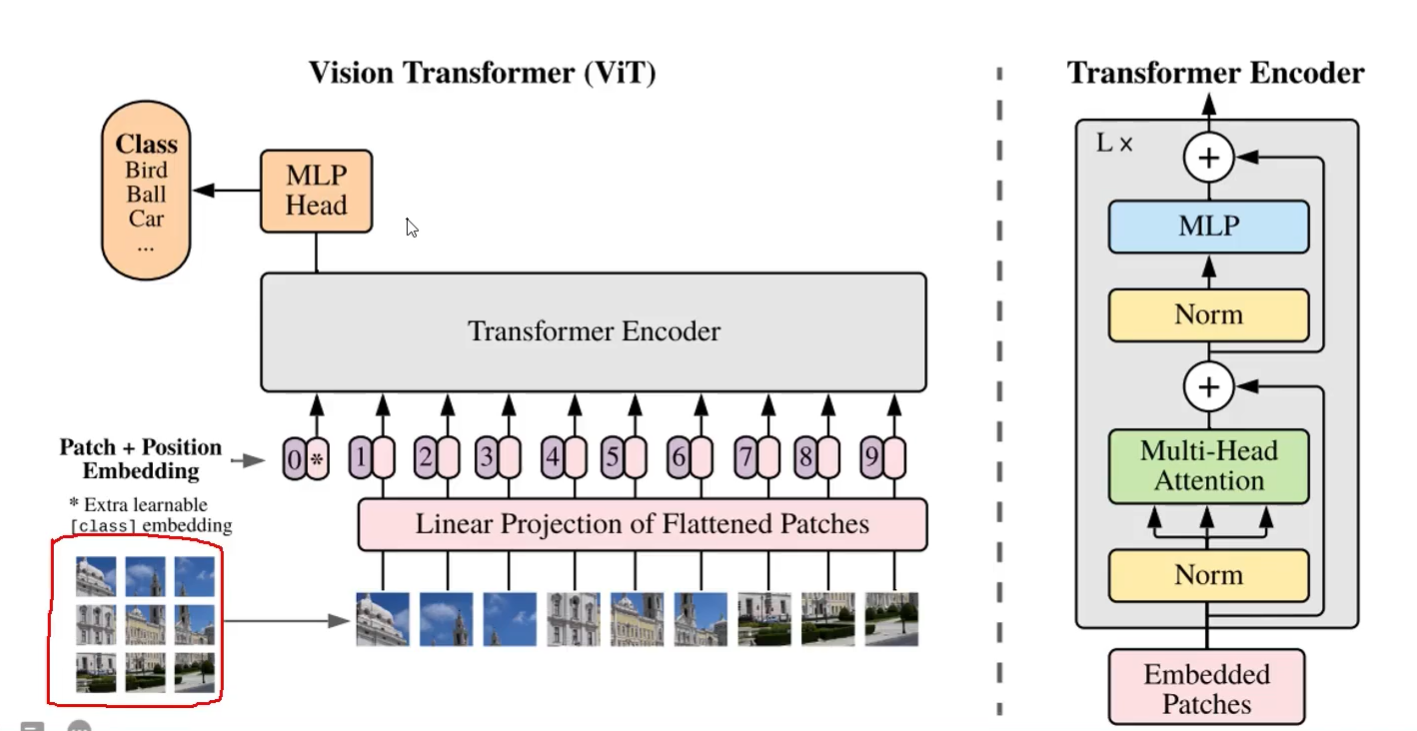 Vision Transformer (ViT)
Class
Bird
Ball
Car
...
MLP
Head
Transformer Encoder
Patch + Position
Embedding
0 * 1 2 3 4 5 6 7 8 9
* Extra learnable
[class] embedding
Linear Projection of Flattened Patches
Transformer Encoder
L ×
+
MLP
Norm
+
Multi-Head
Attention
Norm
Embedded
Patches